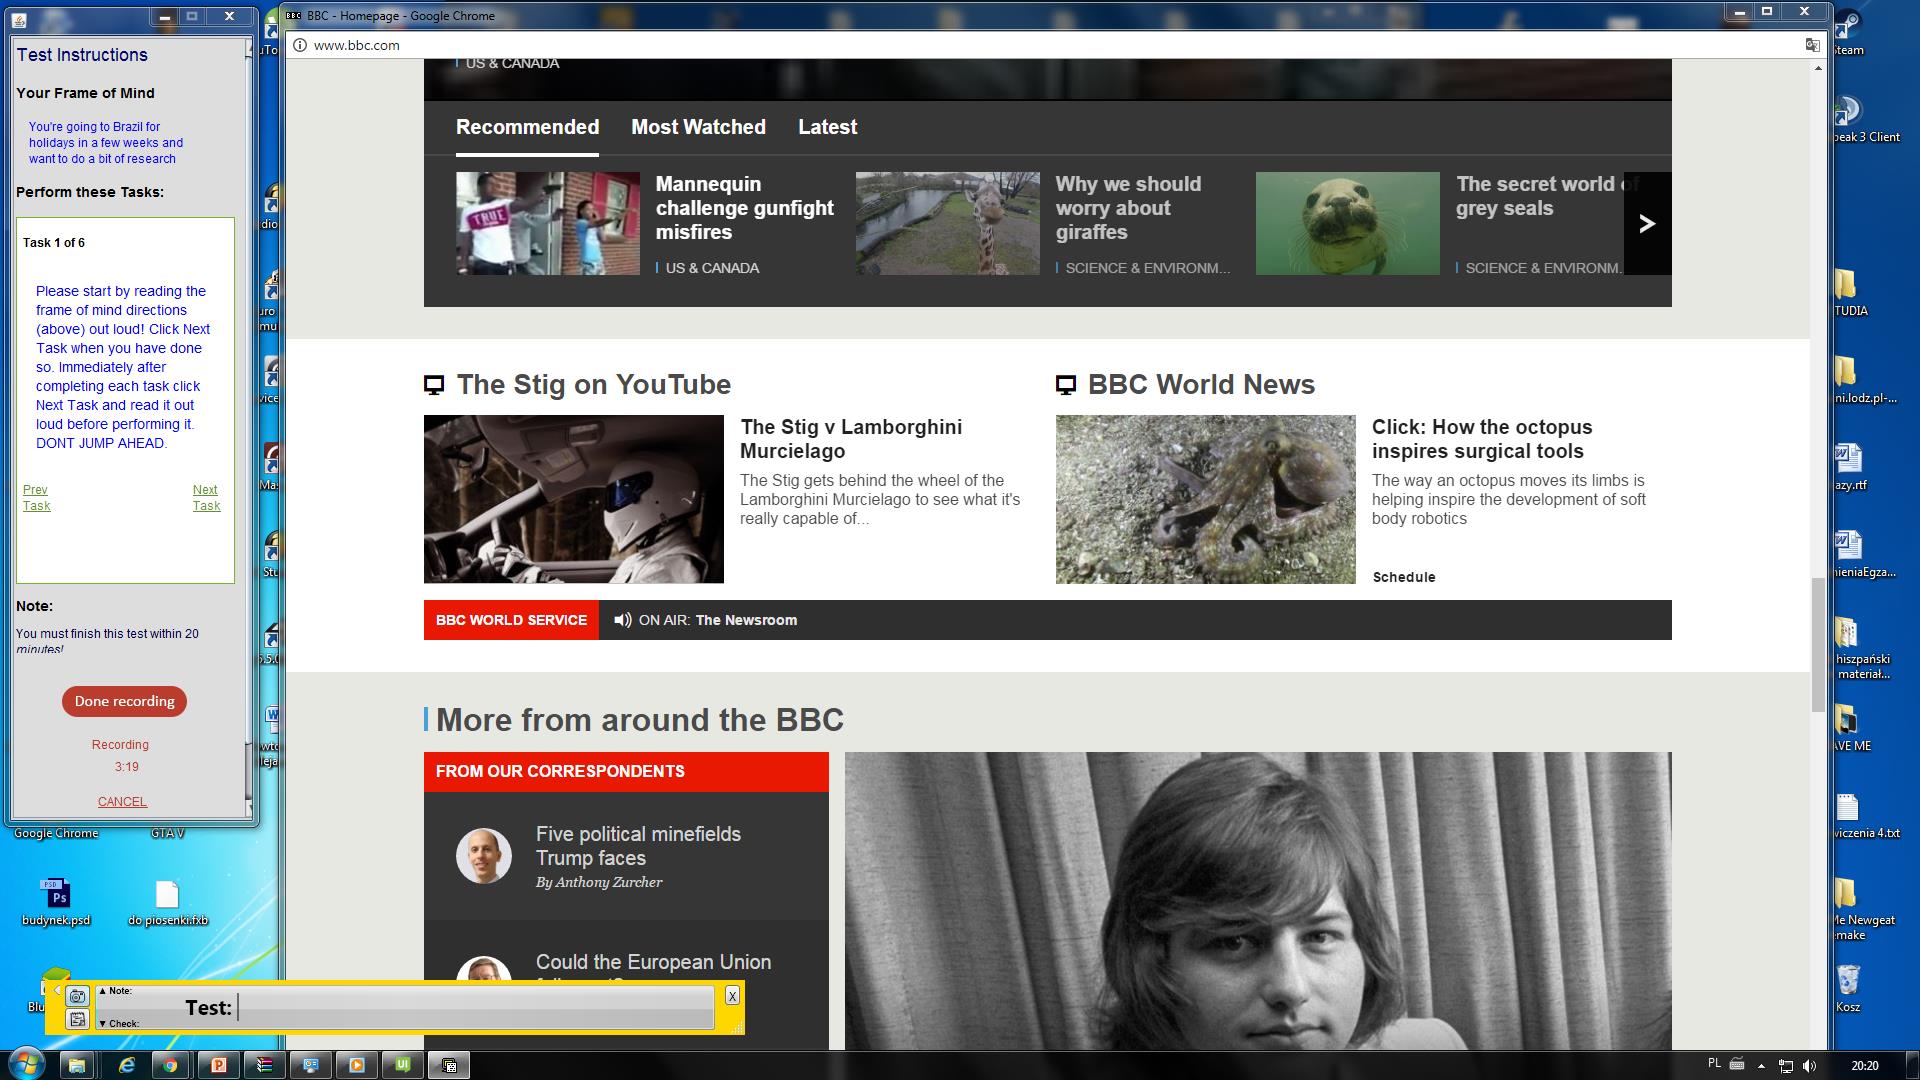 BBC - Homepage - Google Chrome
www.bbc.com
Test Instructions
Your Frame of Mind
You're going to Brazil for
holidays in a few weeks and
want to do a bit of research
Perform these Tasks:
Task 1 of 6
Please start by reading the
frame of mind directions
(above) out loud! Click Next
Task when you have done
so. Immediately after
completing each task click
Next Task and read it out
loud before performing it.
DONT JUMP AHEAD.
Prev
Task
Next
Task
Note:
You must finish this test within 20
minutes!
Done recording
Recording
3:19
CANCEL
US & CANADA
Recommended
Most Watched
Latest
TRUE
Mannequin
challenge gunfight
misfires
US & CANADA
Why we should
worry about
giraffes
SCIENCE & ENVIRONM...
The secret world of
grey seals
SCIENCE & ENVIRONM.
The Stig on YouTube
The Stig v Lamborghini
Murcielago
The Stig gets behind the wheel of the
Lamborghini Murcielago to see what it's
really capable of...
BBC World News
Click: How the octopus
inspires surgical tools
The way an octopus moves its limbs is
helping inspire the development of soft
body robotics
Schedule
BBC WORLD SERVICE
ON AIR: The Newsroom
More from around the BBC
FROM OUR CORRESPONDENTS
Five political minefields
Trump faces
By Anthony Zurcher
Could the European Union
Google Chrome
GTA V
budynek.psd
do piosenki.fxb
Note:
Test:
Check:
X
Steam
peak 3 Client
TUDIA
ni.lodz.pl-...
azy.rtf
nieniaEgza...
hiszpański
materiał...
AVE ME
wiczenia 4.txt
Me Newgeat
emake
Kosz
PL
20:20